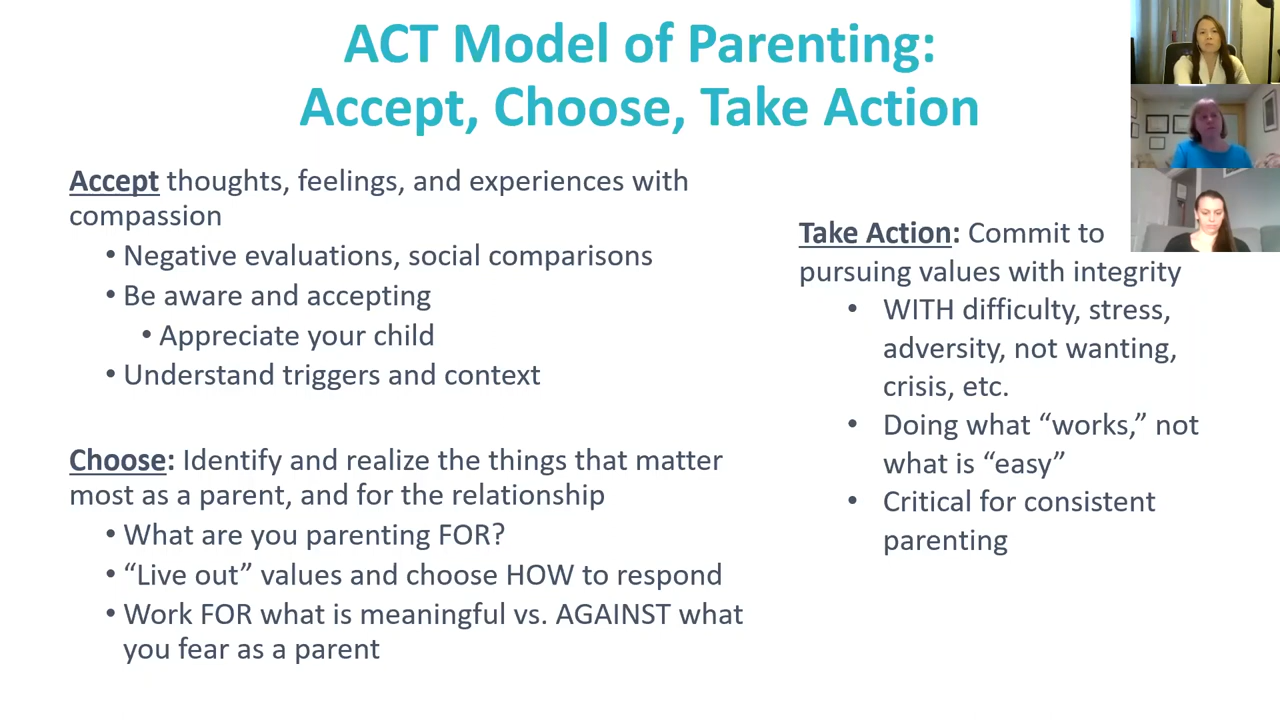 ACT Model of Parenting:
Accept, Choose, Take Action
Accept thoughts, feelings, and experiences with
compassion
• Negative evaluations, social comparisons
• Be aware and accepting
• Appreciate your child
• Understand triggers and context
Choose: Identify and realize the things that matter
most as a parent, and for the relationship
• What are you parenting FOR?
• “Live out” values and choose HOW to respond
• Work FOR what is meaningful vs. AGAINST what
you fear as a parent
Take Action: Commit to
pursuing values with integrity
• WITH difficulty, stress,
adversity, not wanting,
crisis, etc.
• Doing what “works,” not
what is “easy”
• Critical for consistent
parenting